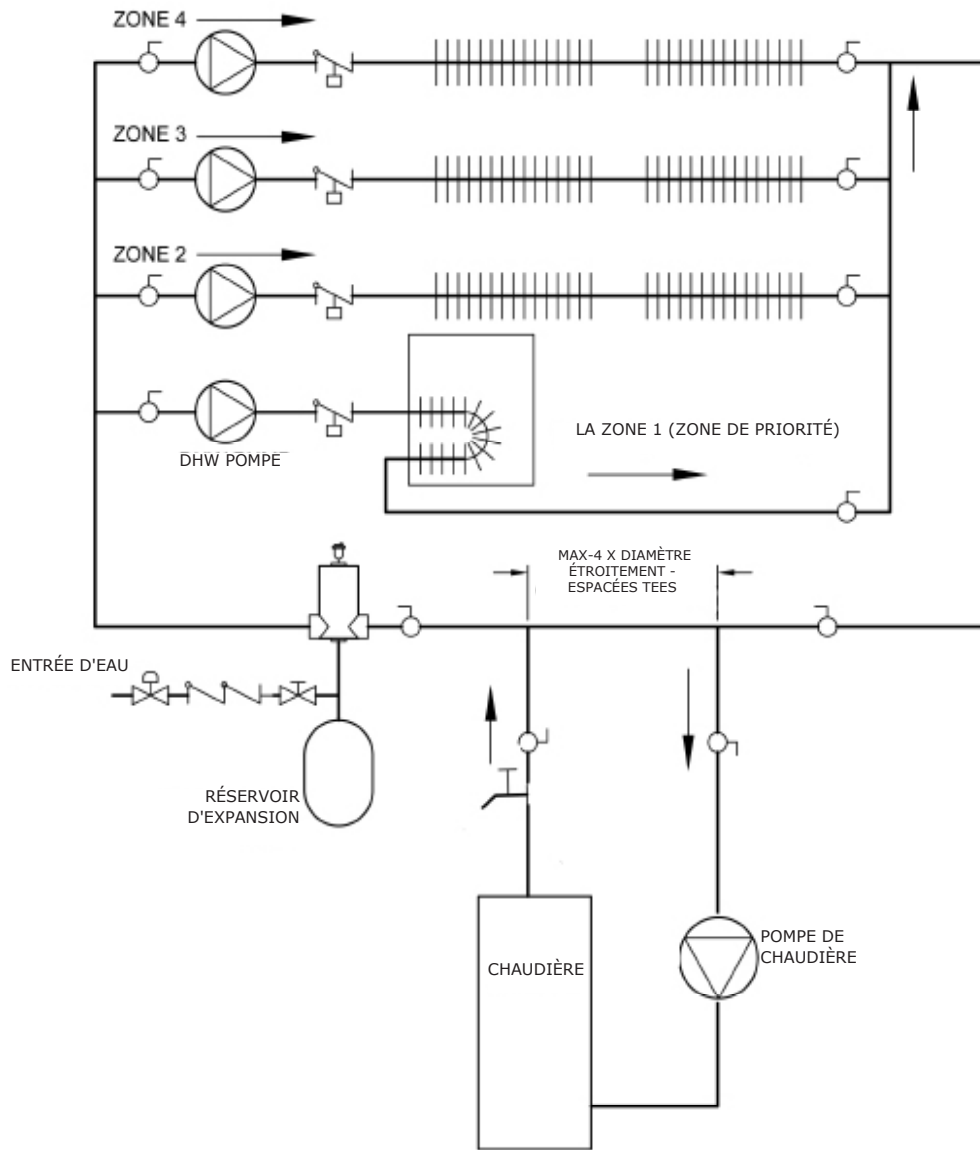 ZONE 4
ZONE 3
ZONE 2
DHW POMPE
LA ZONE 1 (ZONE DE PRIORITÉ)
MAX-4 X DIAMÈTRE
ÉTROITEMENT -
ESPACÉES TEES
ENTRÉE D'EAU
RÉSERVOIR
D'EXPANSION
CHAUDIÈRE
POMPE DE
CHAUDIÈRE